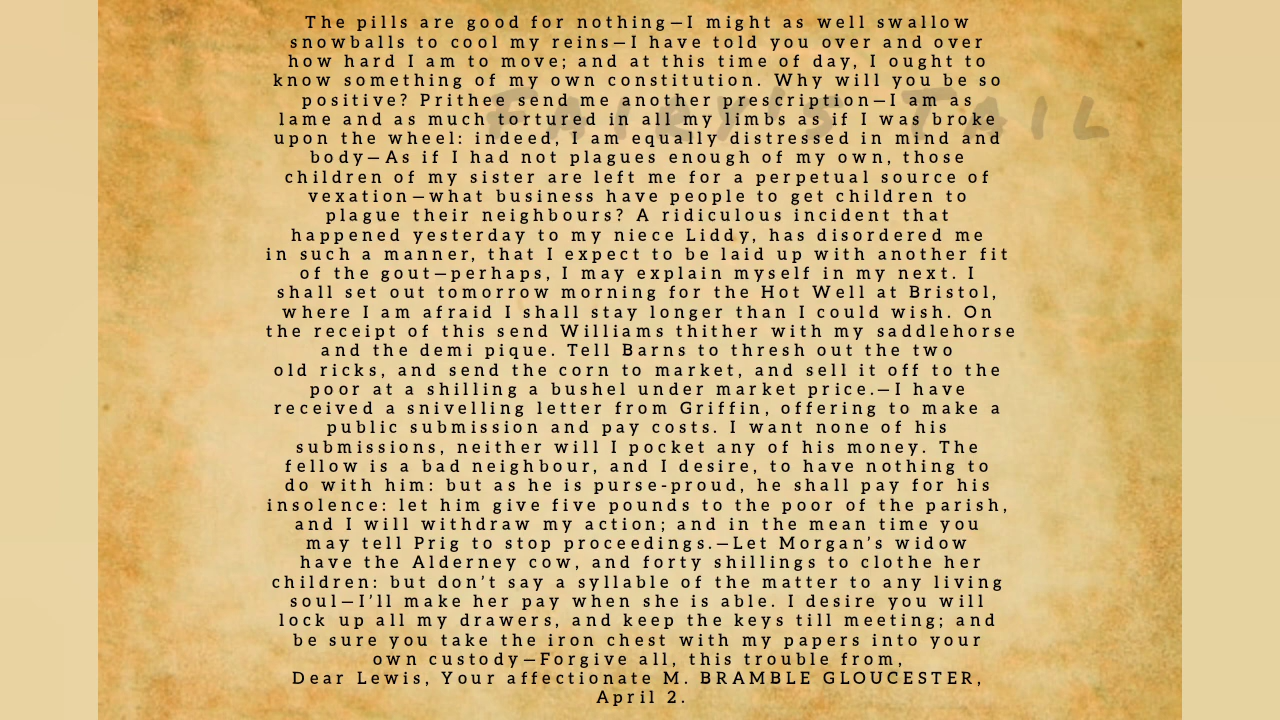 The pills are good for nothing—I might as well swallow
snowballs to cool my reins—I have told you over and over
how hard I am to move; and at this time of day, I ought to
know something of my own constitution. Why will you be so
positive? Prithee send me another prescription—I am as
lame and as much tortured in all my limbs as if I was broke
upon the wheel: indeed, I am equally distressed in mind and
body—As if I had not plagues enough of my own, those
children of my sister are left me for a perpetual source of
vexation—what business have people to get children to
plague their neighbours? A ridiculous incident that
happened yesterday to my niece Liddy, has disordered me
in such a manner, that I expect to be laid up with another fit
of the gout—perhaps, I may explain myself in my next. I
shall set out tomorrow morning for the Hot Well at Bristol,
where I am afraid I shall stay longer than I could wish. On
the receipt of this send Williams thither with my saddlehorse
and the demi pique. Tell Barns to thresh out the two
old ricks, and send the corn to market, and sell it off to the
poor at a shilling a bushel under market price.—I have
received a snivelling letter from Griffin, offering to make a
public submission and pay costs. I want none of his
submissions, neither will I pocket any of his money. The
fellow is a bad neighbour, and I desire, to have nothing to
do with him: but as he is purse-proud, he shall pay for his
insolence: let him give five pounds to the poor of the parish,
and I will withdraw my action; and in the mean time you
may tell Prig to stop proceedings.—Let Morgan's widow
have the Alderney cow, and forty shillings to clothe her
children: but don't say a syllable of the matter to any living
soul—I'll make her pay when she is able. I desire you will
lock up all my drawers, and keep the keys till meeting; and
be sure you take the iron chest with my papers into your
own custody—Forgive all, this trouble from,
Dear Lewis, Your affectionate M. BRAMBLE GLOUCESTER,
April 2.
FAIRY'S TAIL